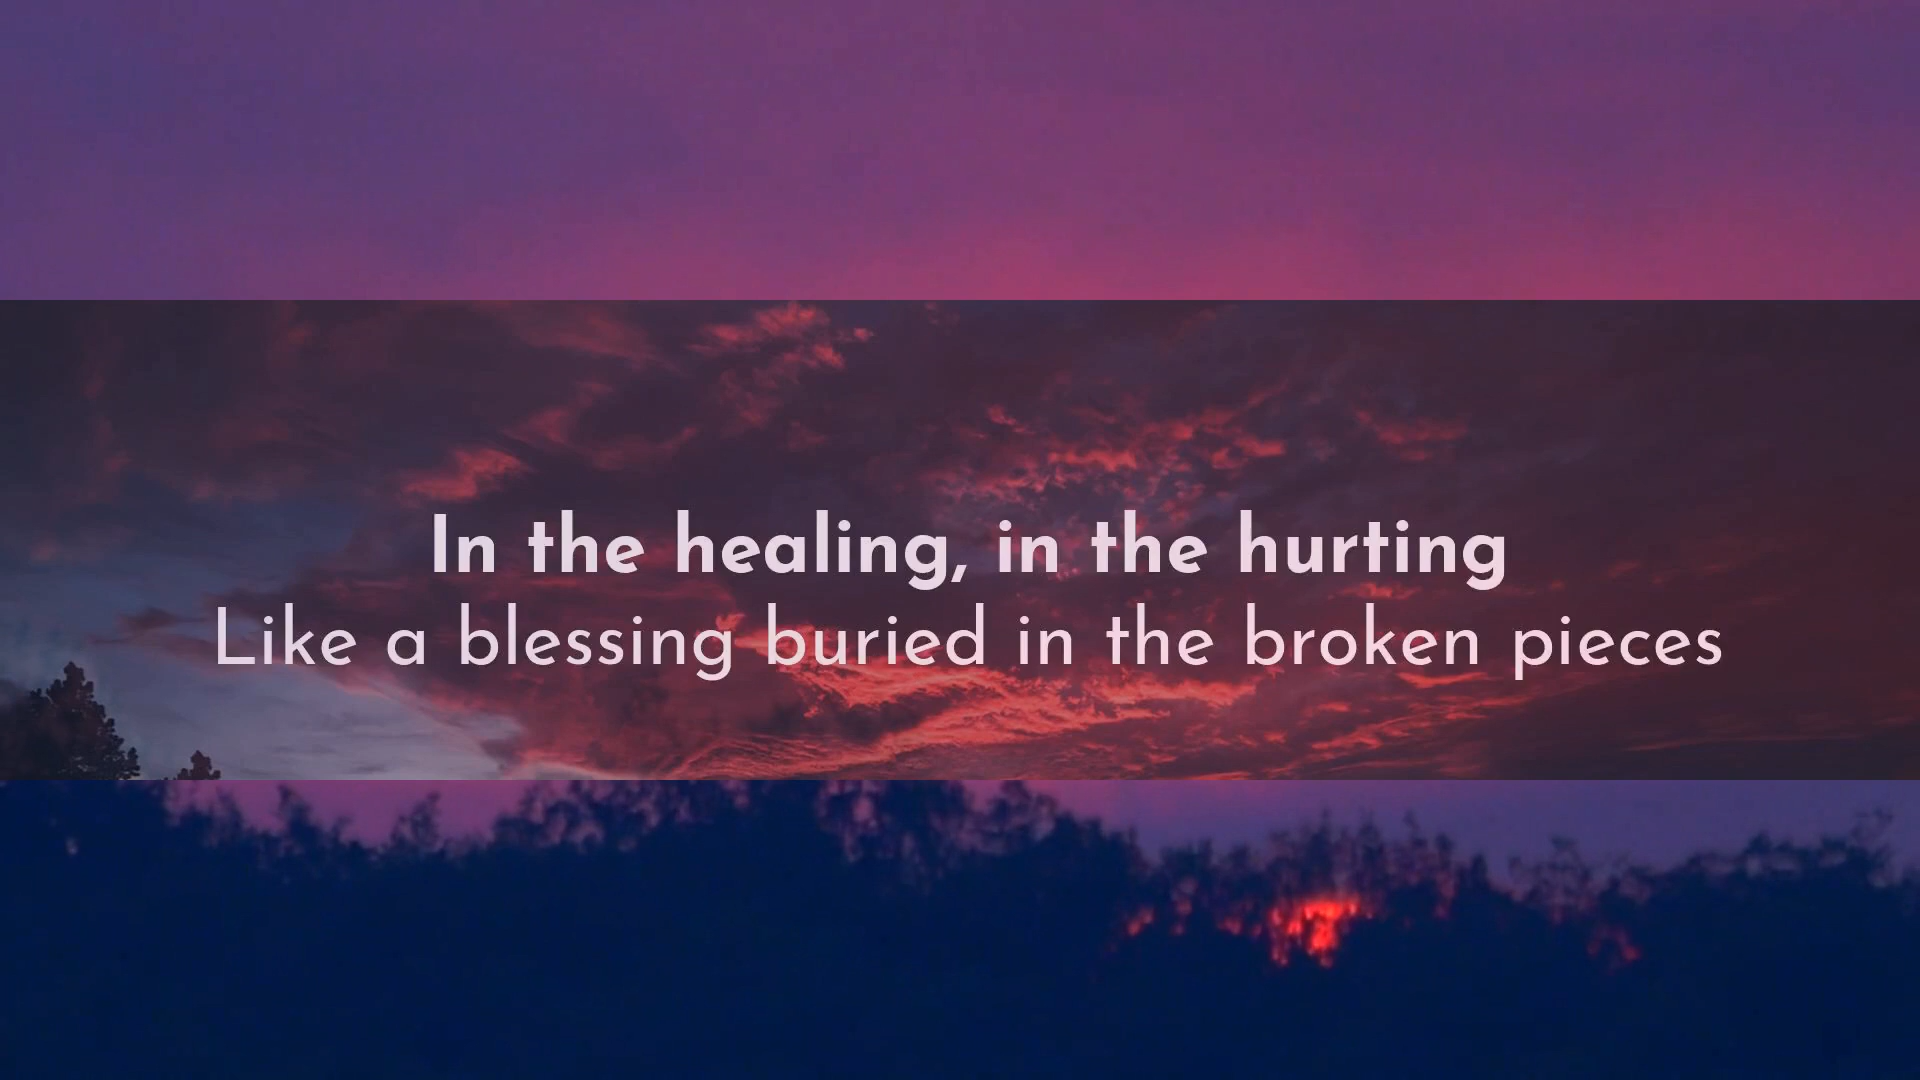 In the healing, in the hurting
Like a blessing buried in the broken pieces